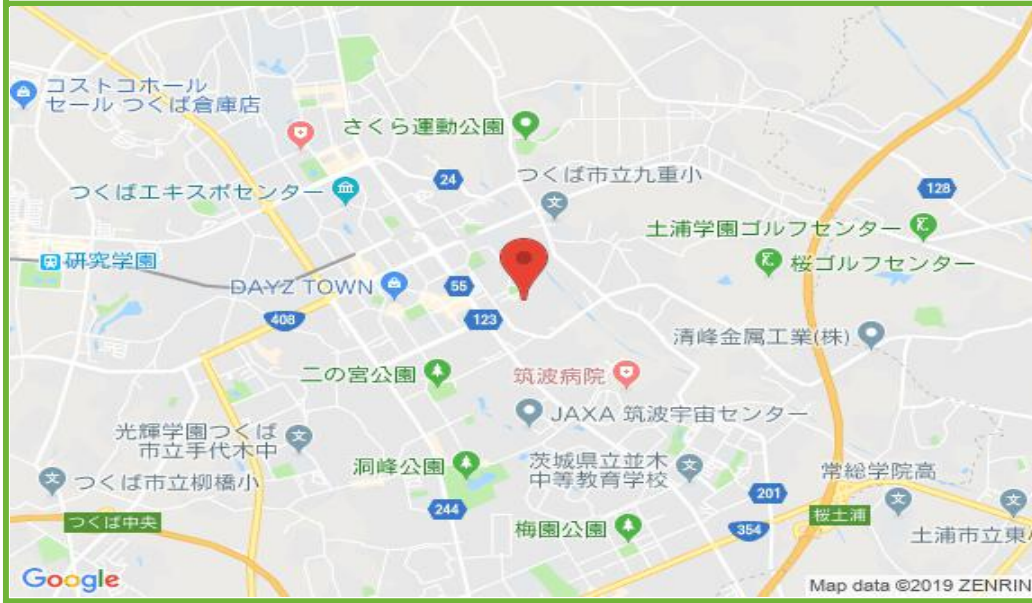 コストコホール
セール つくば倉庫店
さくら運動公園
24
つくば市立九重小
つくばエキスポセンター
128
土浦学園ゴルフセンター
研究学園
桜ゴルフセンター
DAYZ TOWN
55
408
123
清峰金属工業(株)
二の宮公園
筑波病院
JAXA 筑波宇宙センター
光輝学園つくば
市立手代木中
洞峰公園
茨城県立並木
中等教育学校
常総学院高
つくば市立柳橋小
201
244
つくば中央
梅園公園
354
桜土浦
土浦市立東小
Google
Map data ©2019 ZENRIN